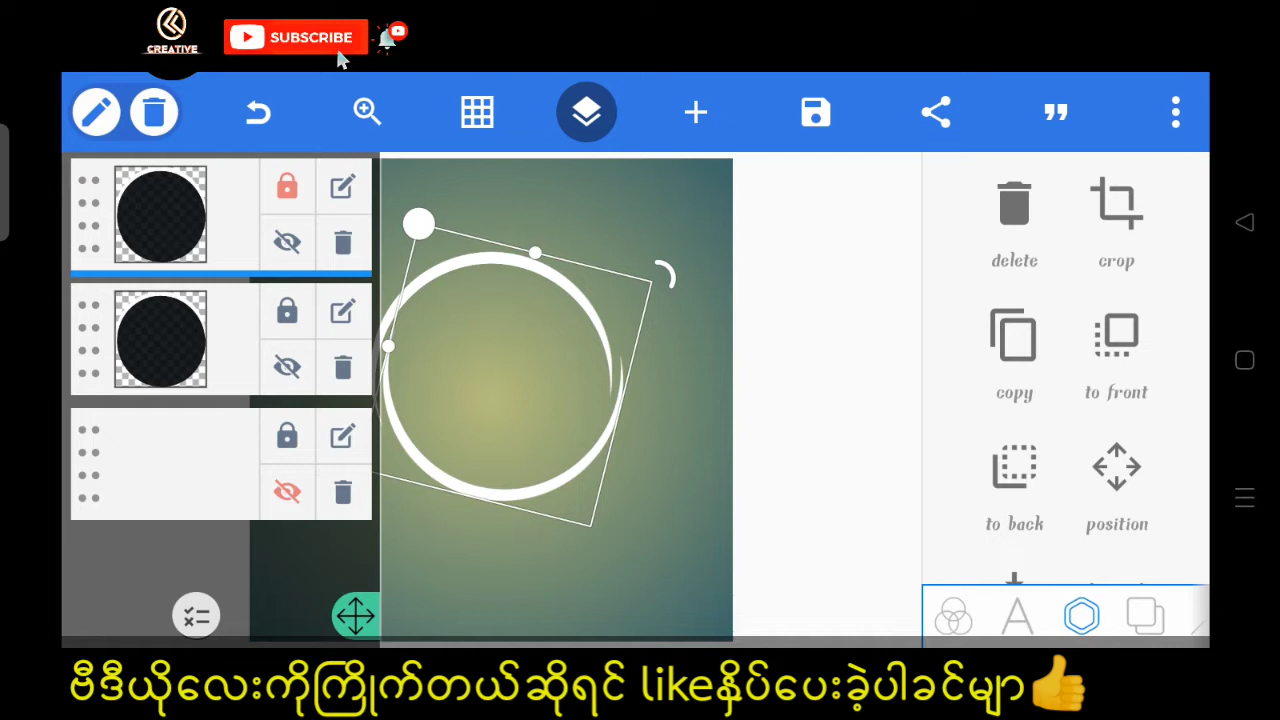 CREATIVE
SUBSCRIBE
delete
crop
copy
to front
to back
position
ဗီဒီယိုလေးကိုကြိုက်တယ်ဆိုရင် likeနှိပ်ပေးခဲ့ပါခင်မျာ👍